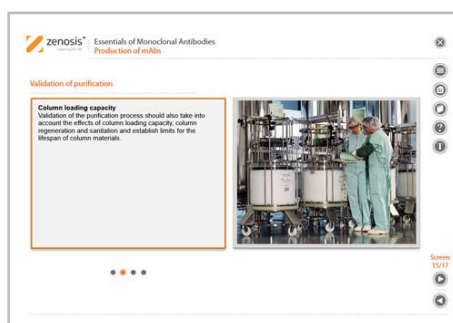 zenosis®
Essentials of Monoclonal Antibodies
Production of mAbs
Validation of purification
Column loading capacity
Validation of the purification process should also take into
account the effects of column loading capacity, column
regeneration and sanitation and establish limits for the
lifespan of column materials.
Screen
15/17